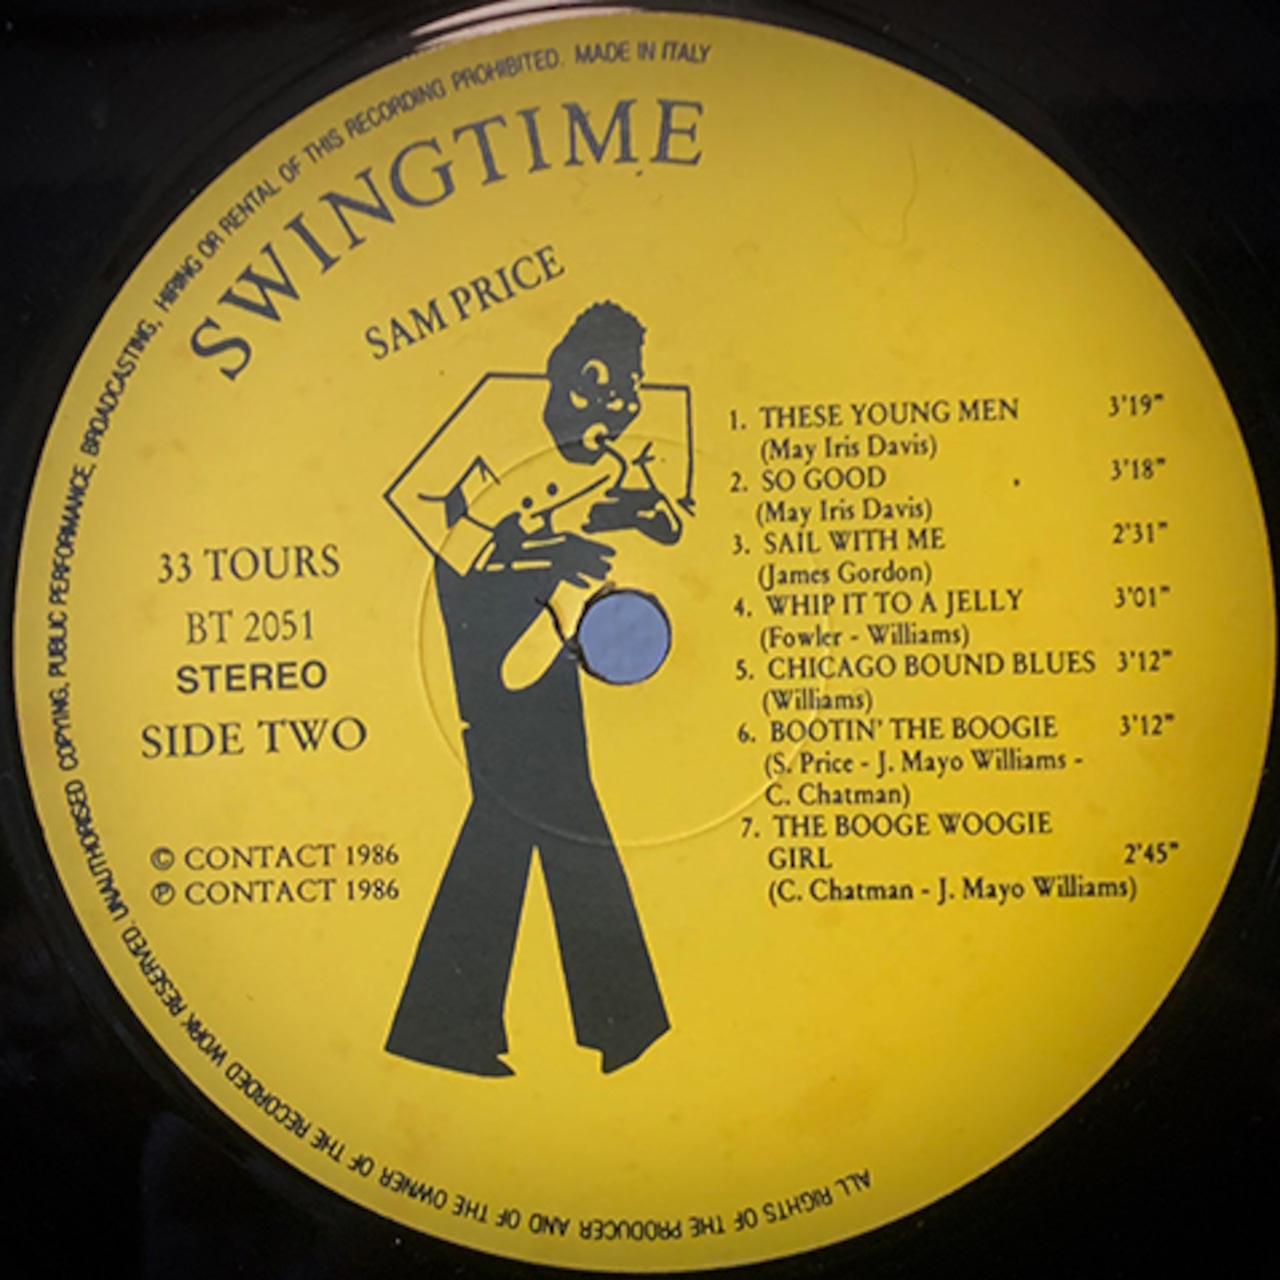 ALL RIGHTS OF THE PRODUCER AND OF THE OWNER OF THE RECORDED WORK RESERVED. UNAUTHORISED COPYING, PUBLIC PERFORMANCE, BROADCASTING, HIRING OR RENTAL OF THIS RECORDING PROHIBITED. MADE IN ITALY
SWINGTIME
SAM PRICE
33 TOURS
BT 2051
STEREO
SIDE TWO
© CONTACT 1986
℗ CONTACT 1986
1. THESE YOUNG MEN 3'19"
(May Iris Davis)
2. SO GOOD 3'18"
(May Iris Davis)
3. SAIL WITH ME 2'31"
(James Gordon)
4. WHIP IT TO A JELLY 3'01"
(Fowler - Williams)
5. CHICAGO BOUND BLUES 3'12"
(Williams)
6. BOOTIN' THE BOOGIE 3'12"
(S. Price - J. Mayo Williams -
C. Chatman)
7. THE BOOGE WOOGIE
GIRL 2'45"
(C. Chatman - J. Mayo Williams)